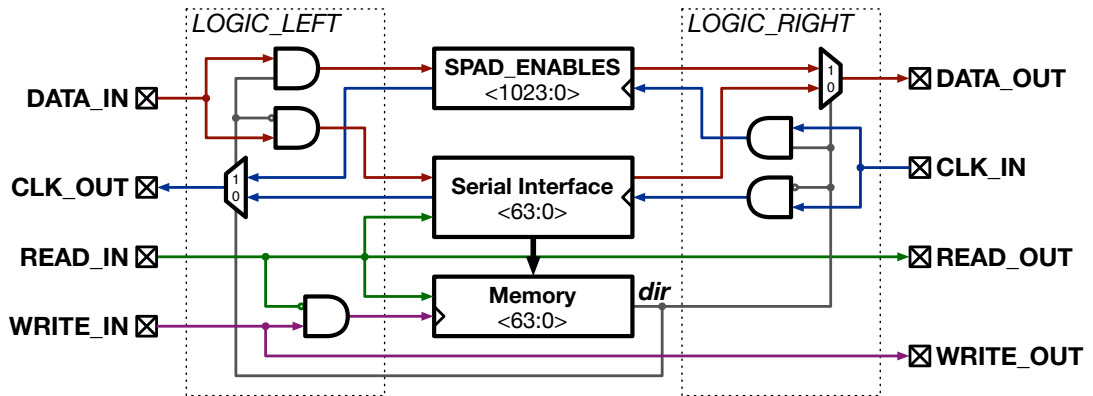 LOGIC_LEFT
LOGIC_RIGHT
SPAD_ENABLES
<1023:0>
1
0
DATA_IN
DATA_OUT
CLK_OUT
1
0
Serial Interface
<63:0>
CLK_IN
READ_IN
READ_OUT
Memory
<63:0>
dir
WRITE_IN
WRITE_OUT